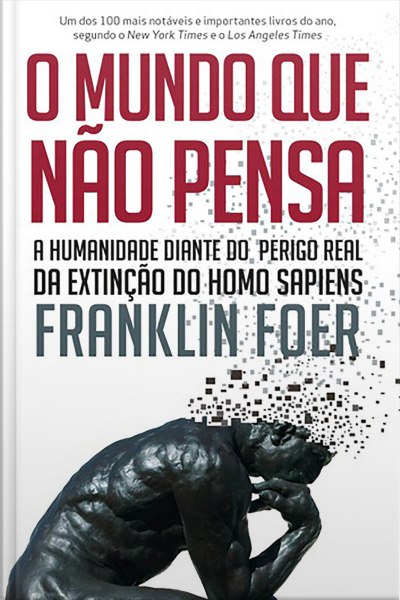 Um dos 100 mais notáveis e importantes livros do ano,
segundo o New York Times e o Los Angeles Times
O MUNDO QUE
NÃO PENSA
A HUMANIDADE DIANTE DO PERIGO REAL
DA EXTINÇÃO DO HOMO SAPIENS
FRANKLIN FOER